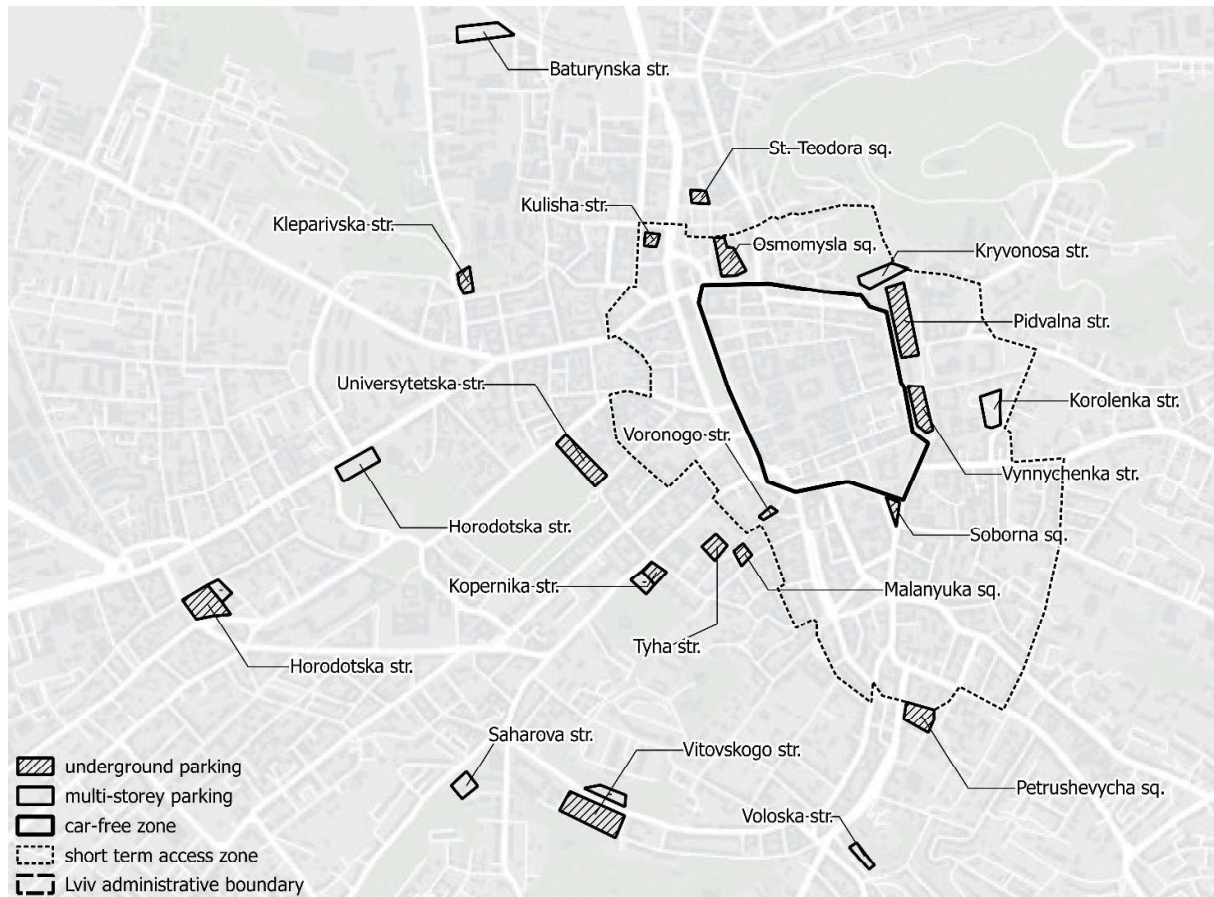 Baturynska str.
St. Teodora sq.
Kulisha str.
Kleparivska str.
Osmomysla sq.
Kryvonosa str.
Pidvalna str.
Universytetska str.
Korolenka str.
Voronogo str.
Vynnychenka str.
Horodotska str.
Soborna sq.
Kopernika str.
Malanyuka sq.
Tyha str.
Horodotska str.
Saharova str.
Vitovskogo str.
Petrushevycha sq.
Voloska str.
underground parking
multi-storey parking
car-free zone
short term access zone
Lviv administrative boundary